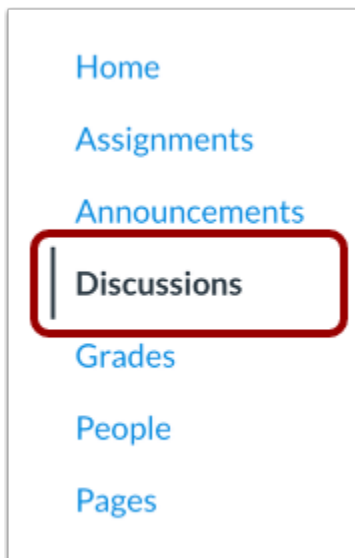 Home
Assignments
Announcements
Discussions
Grades
People
Pages